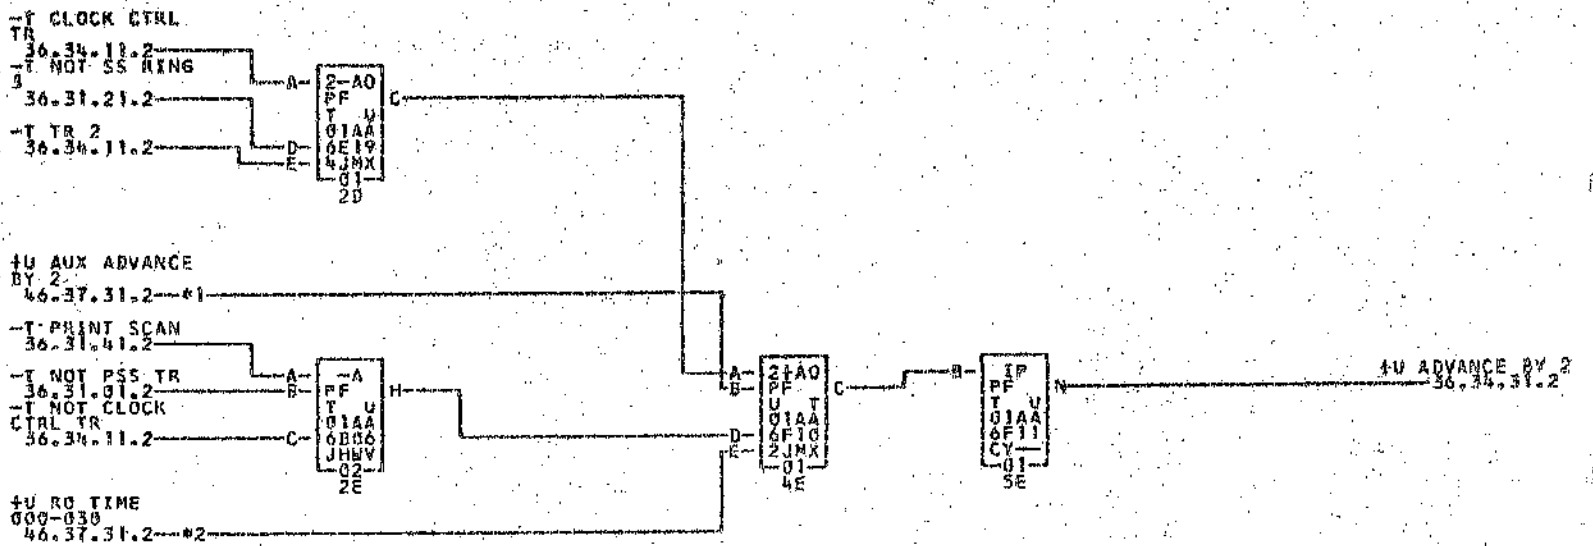 -T CLOCK CTRL
TR
36.34.11.2
-T NOT SS RING
3
36.31.21.2
-T TR 2
36.34.11.2
A
D
E
2-AO
PF
T U
01AA
6E19
4JMX
01
2D
C
+U AUX ADVANCE
BY 2
46.37.31.2 *1
-T PRINT SCAN
36.31.41.2
-T NOT PSS TR
36.31.01.2
-T NOT CLOCK
CTRL TR
36.34.11.2
A
B
C
-A
PF
T U
01AA
6B06
JHWV
02
2E
H
+U RO TIME
000-030
46.37.31.2 *2
A
B
D
E
2+AO
PF
U T
01AA
6F10
2JMX
01
4E
C
B
IP
PF
T U
01AA
6F11
CY
01
5E
N
+U ADVANCE BY 2
36.34.31.2